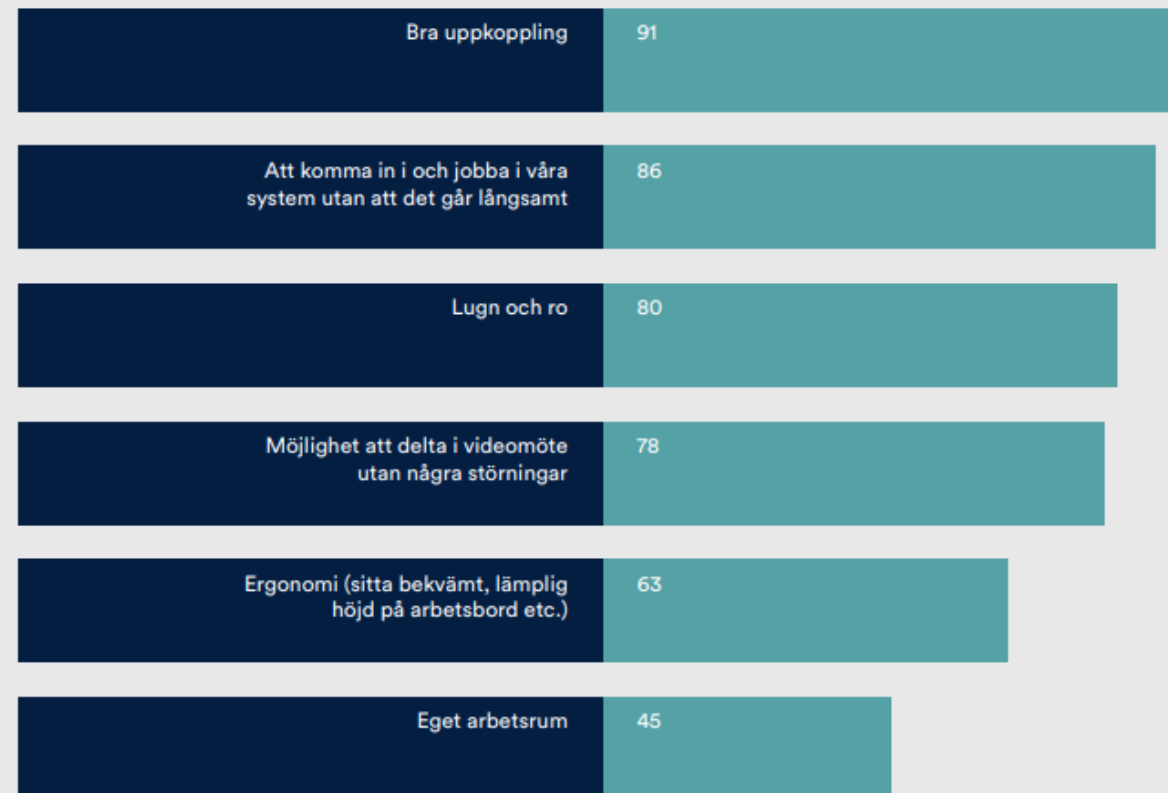 Bra uppkoppling 91
Att komma in i och jobba i våra 86
system utan att det går långsamt
Lugn och ro 80
Möjlighet att delta i videomöte 78
utan några störningar
Ergonomi (sitta bekvämt, lämplig 63
höjd på arbetsbord etc.)
Eget arbetsrum 45